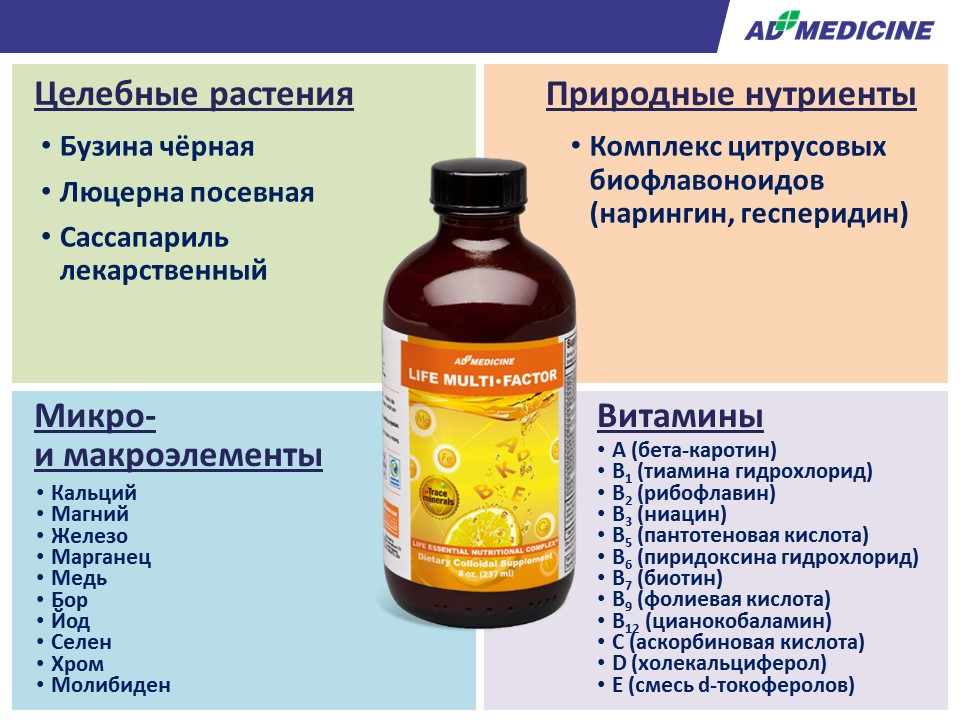 AD MEDICINE
Целебные растения
• Бузина чёрная
• Люцерна посевная
• Сассапариль
лекарственный
Природные нутриенты
• Комплекс цитрусовых
биофлавоноидов
(нарингин, гесперидин)
AD MEDICINE
LIFE MULTI•FACTOR
Mg
Fe
A
B
K
D
E
Trace
minerals
LIFE ESSENTIAL NUTRITIONAL COMPLEX
Dietary Colloidal Supplement
8 oz. (237 ml)
Микро-
и макроэлементы
• Кальций
• Магний
• Железо
• Марганец
• Медь
• Бор
• Йод
• Селен
• Хром
• Молибиден
Витамины
• A (бета-каротин)
• B1 (тиамина гидрохлорид)
• B2 (рибофлавин)
• B3 (ниацин)
• B5 (пантотеновая кислота)
• B6 (пиридоксина гидрохлорид)
• B7 (биотин)
• B9 (фолиевая кислота)
• B12 (цианокобаламин)
• C (аскорбиновая кислота)
• D (холекальциферол)
• E (смесь d-токоферолов)